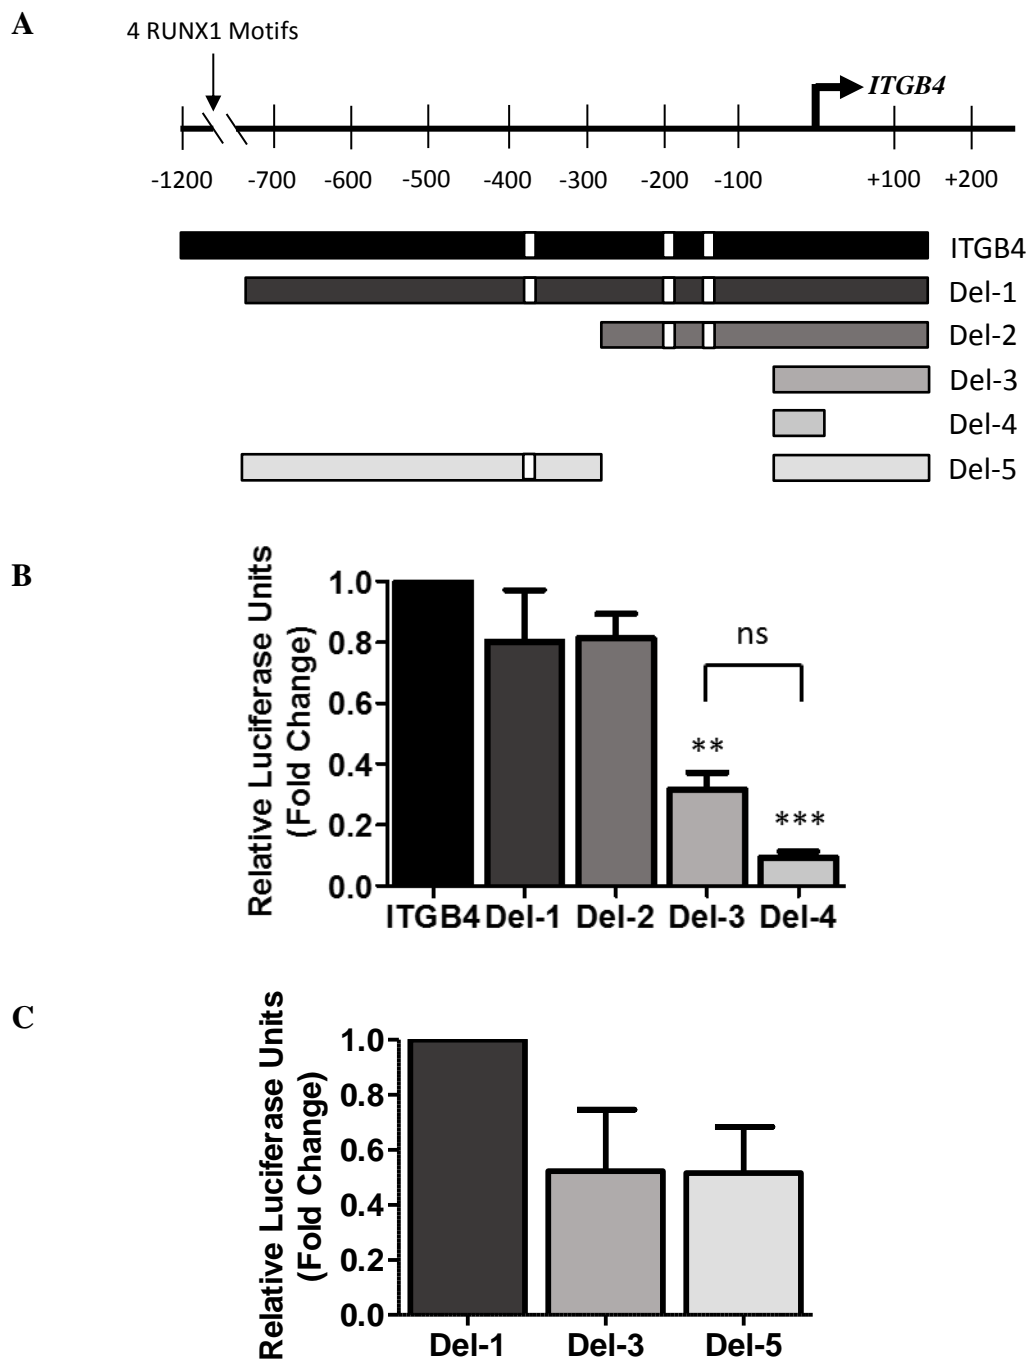 A
4 RUNX1 Motifs
ITGB4
-1200 -700 -600 -500 -400 -300 -200 -100 +100 +200
ITGB4
Del-1
Del-2
Del-3
Del-4
Del-5
B
Relative Luciferase Units
(Fold Change)
1.0
0.8
0.6
0.4
0.2
0.0
ns
**
***
ITGB4 Del-1 Del-2 Del-3 Del-4
C
Relative Luciferase Units
(Fold Change)
1.0
0.8
0.6
0.4
0.2
0.0
Del-1 Del-3 Del-5